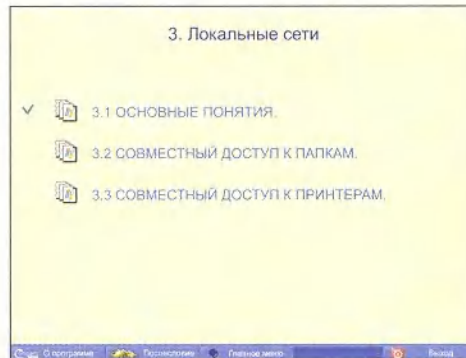 3. Локальные сети
3.1 ОСНОВНЫЕ ПОНЯТИЯ.
3.2 СОВМЕСТНЫЙ ДОСТУП К ПАПКАМ.
3.3 СОВМЕСТНЫЙ ДОСТУП К ПРИНТЕРАМ.
О программе Послесловие Главное меню Выход